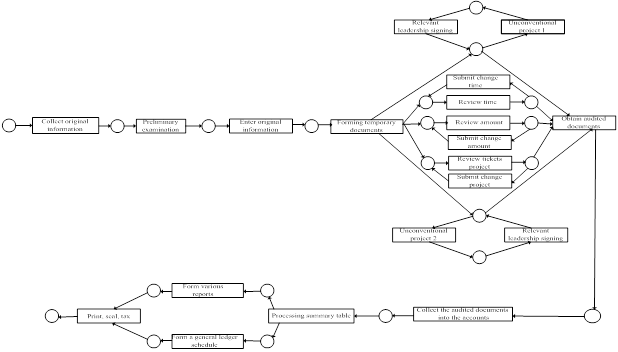 Relevant
leadership signing
Unconventional
project 1
Submit change
time
Review time
Collect original
information
Preliminary
examination
Enter original
information
Forming temporary
documents
Review amount
Obtain audited
documents
Submit change
amount
Review tickets
project
Submit change
project
Unconventional
project 2
Relevant
leadership signing
Form various
reports
Print, seal, tax
Processing summary table
Collect the audited documents
into the accounts
Form a general ledger
schedule